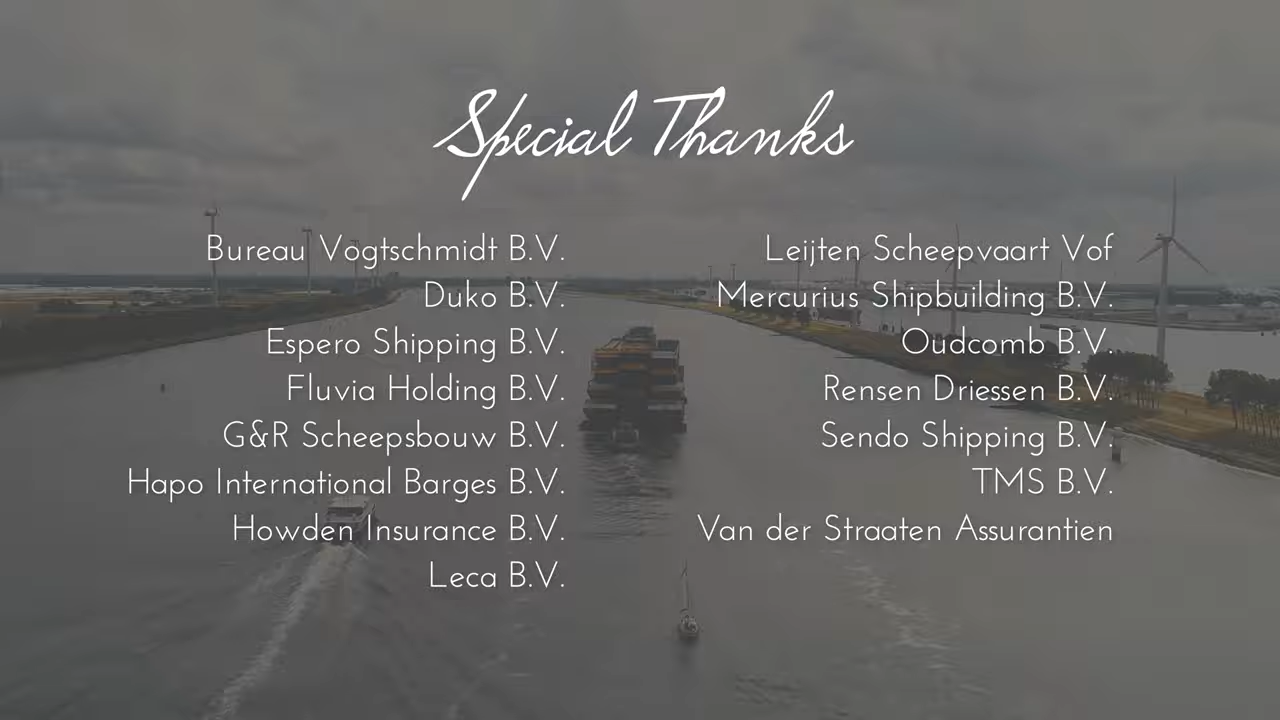 Special Thanks
Bureau Vogtschmidt B.V.
Duko B.V.
Espero Shipping B.V.
Fluvia Holding B.V.
G&R Scheepsbouw B.V.
Hapo International Barges B.V.
Howden Insurance B.V.
Leca B.V.
Leijten Scheepvaart Vof
Mercurius Shipbuilding B.V.
Oudcomb B.V.
Rensen Driessen B.V.
Sendo Shipping B.V.
TMS B.V.
Van der Straaten Assurantien